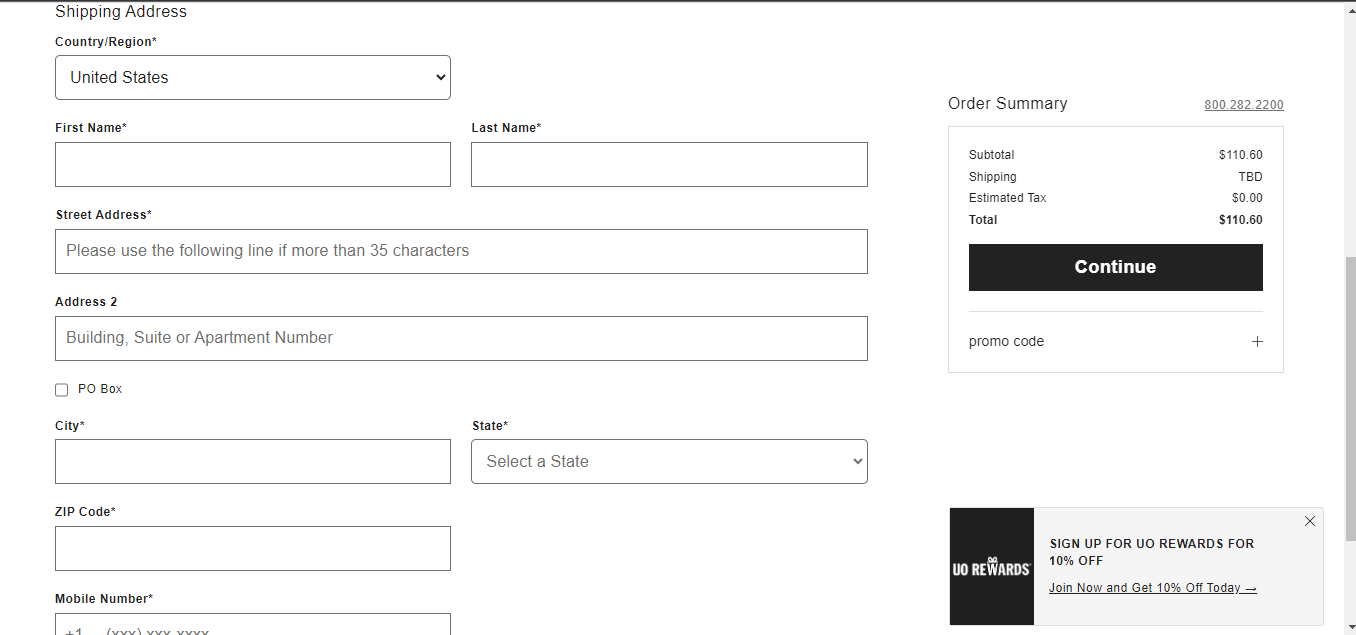 Shipping Address
Country/Region*
United States
First Name*
Last Name*
Street Address*
Please use the following line if more than 35 characters
Address 2
Building, Suite or Apartment Number
PO Box
City*
State*
Select a State
ZIP Code*
Mobile Number*
+1 (xxx) xxx-xxxx
Order Summary
800.282.2200
Subtotal $110.60
Shipping TBD
Estimated Tax $0.00
Total $110.60
Continue
promo code +
UO REWARDS
SIGN UP FOR UO REWARDS FOR
10% OFF
Join Now and Get 10% Off Today →